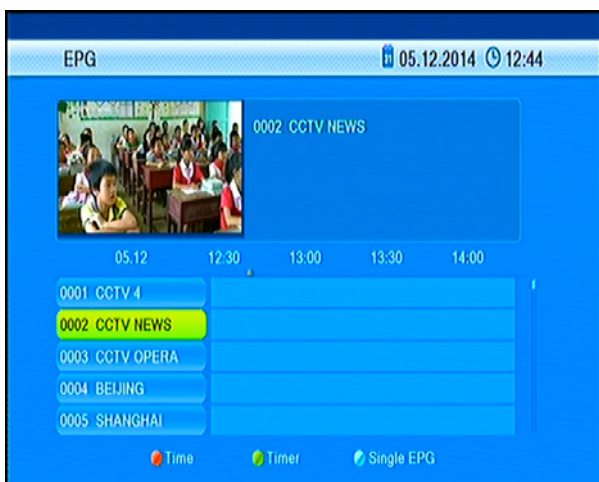 EPG 31 05.12.2014 12:44
0002 CCTV NEWS
05.12 12:30 13:00 13:30 14:00
0001 CCTV 4
0002 CCTV NEWS
0003 CCTV OPERA
0004 BEIJING
0005 SHANGHAI
Time Timer Single EPG